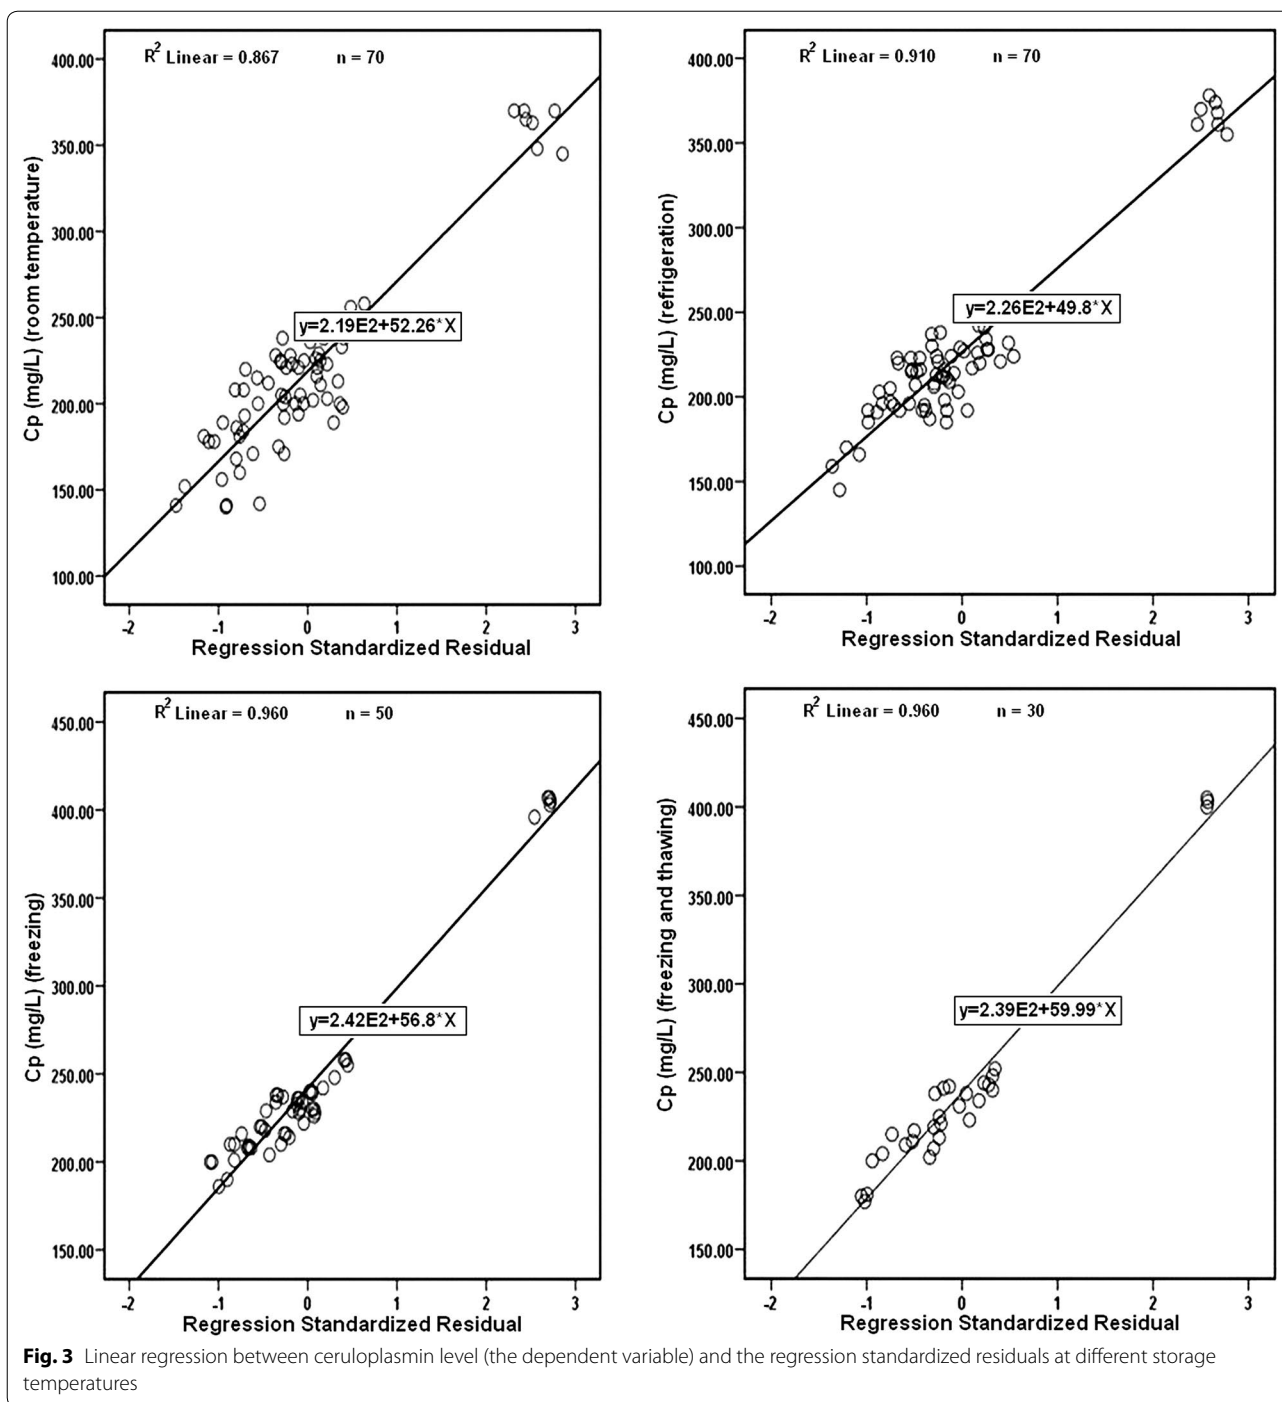 R2 Linear = 0.867 n = 70
400.00
350.00
300.00
250.00
200.00
150.00
100.00
Cp (mg/L) (room temperature)
y=2.19E2+52.26*X
-2 -1 0 1 2 3
Regression Standardized Residual
R2 Linear = 0.910 n = 70
400.00
350.00
300.00
250.00
200.00
150.00
100.00
Cp (mg/L) (refrigeration)
y=2.26E2+49.8*X
-2 -1 0 1 2 3
Regression Standardized Residual
R2 Linear = 0.960 n = 50
450.00
400.00
350.00
300.00
250.00
200.00
150.00
Cp (mg/L) (freezing)
y=2.42E2+56.8*X
-2 -1 0 1 2 3
Regression Standardized Residual
R2 Linear = 0.960 n = 30
450.00
400.00
350.00
300.00
250.00
200.00
150.00
Cp (mg/L) (freezing and thawing)
y=2.39E2+59.99*X
-2 -1 0 1 2 3
Regression Standardized Residual
Fig. 3 Linear regression between ceruloplasmin level (the dependent variable) and the regression standardized residuals at different storage
temperatures